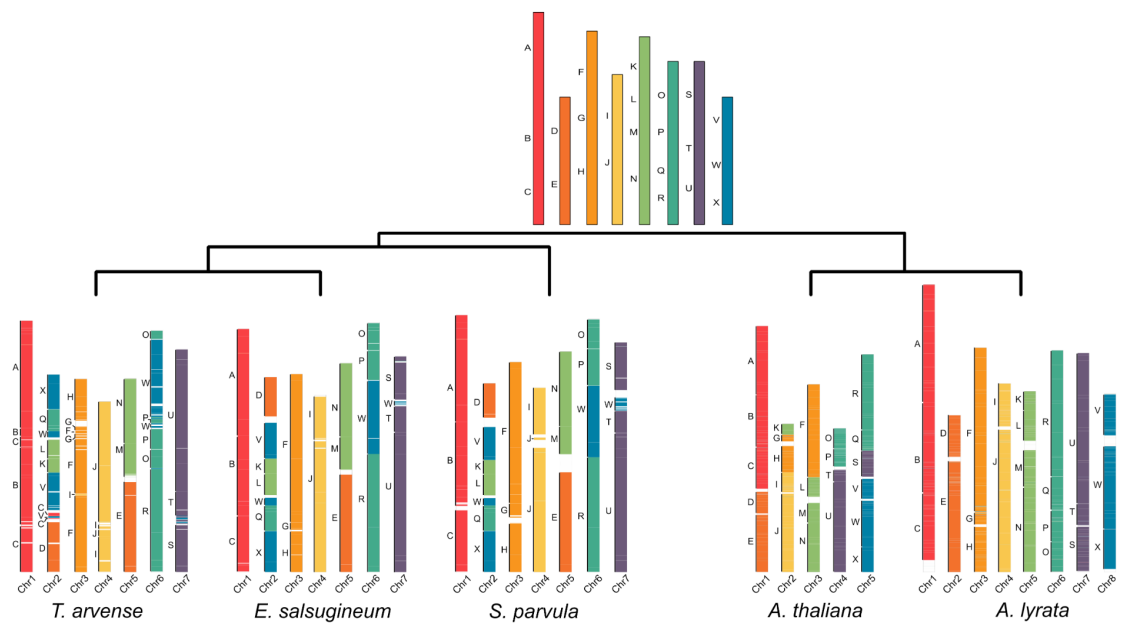 A
B
C
D
E
F
G
H
I
J
K
L
M
N
O
P
Q
R
S
T
U
V
W
X
A
B
C
B
C
Chr1
X
Q
W
L
K
V
C
V
C
D
Chr2
H
G
F
G
F
I
F
Chr3
J
I
J
I
Chr4
N
M
E
Chr5
O
W
P
W
P
O
R
Chr6
U
T
S
Chr7
T. arvense
A
B
C
Chr1
D
V
K
L
W
Q
X
Chr2
F
G
H
Chr3
I
J
Chr4
N
M
E
Chr5
O
P
W
R
Chr6
S
W
T
U
Chr7
E. salsugineum
A
B
C
Chr1
D
V
K
L
W
Q
X
Chr2
F
G
H
Chr3
I
J
J
Chr4
N
M
E
Chr5
O
P
W
R
Chr6
S
W
T
U
Chr7
S. parvula
A
B
C
D
E
Chr1
K
G
H
I
J
Chr2
F
L
M
N
Chr3
O
P
T
U
Chr4
R
Q
S
V
W
X
Chr5
A. thaliana
A
B
C
Chr1
D
E
Chr2
F
G
H
Chr3
I
J
Chr4
K
L
M
N
Chr5
R
Q
P
O
Chr6
U
T
S
Chr7
V
W
X
Chr8
A. lyrata